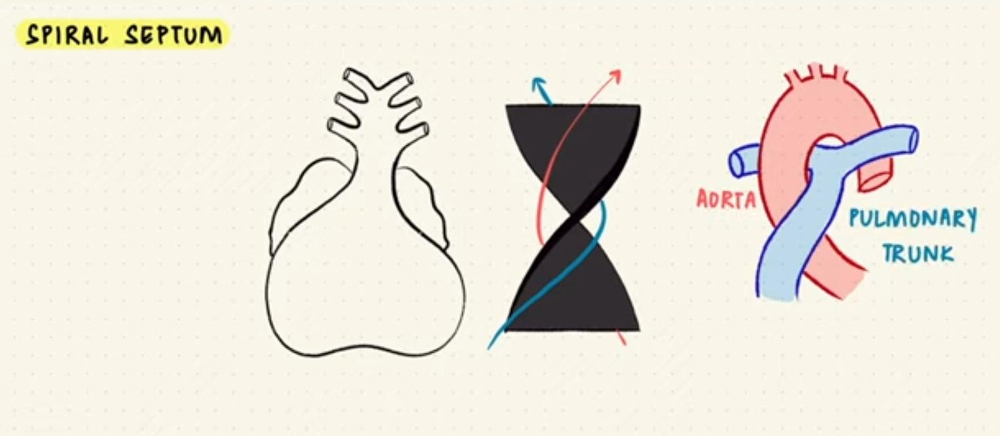 SPIRAL SEPTUM
AORTA
PULMONARY
TRUNK